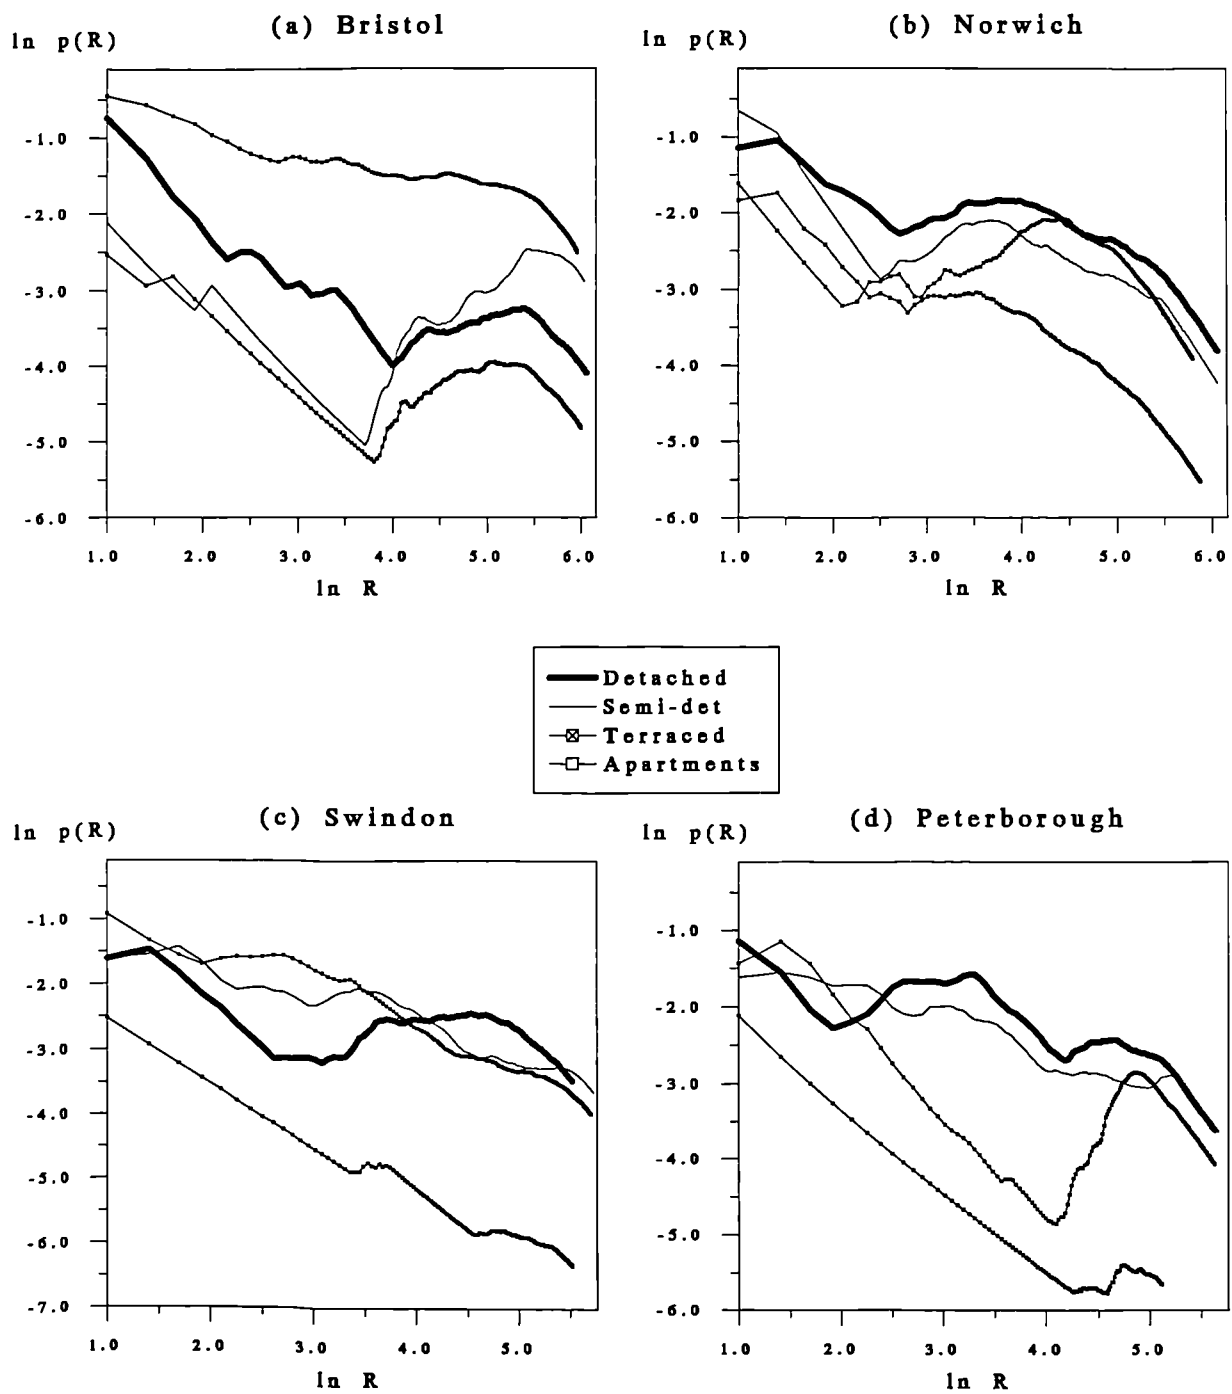 (a) Bristol
ln p(R)
-1.0
-2.0
-3.0
-4.0
-5.0
-6.0
1.0 2.0 3.0 4.0 5.0 6.0
ln R
(b) Norwich
ln p(R)
-1.0
-2.0
-3.0
-4.0
-5.0
-6.0
1.0 2.0 3.0 4.0 5.0 6.0
ln R
Detached
Semi-det
Terraced
Apartments
(c) Swindon
ln p(R)
-1.0
-2.0
-3.0
-4.0
-5.0
-6.0
-7.0
1.0 2.0 3.0 4.0 5.0
ln R
(d) Peterborough
ln p(R)
-1.0
-2.0
-3.0
-4.0
-5.0
-6.0
1.0 2.0 3.0 4.0 5.0
ln R